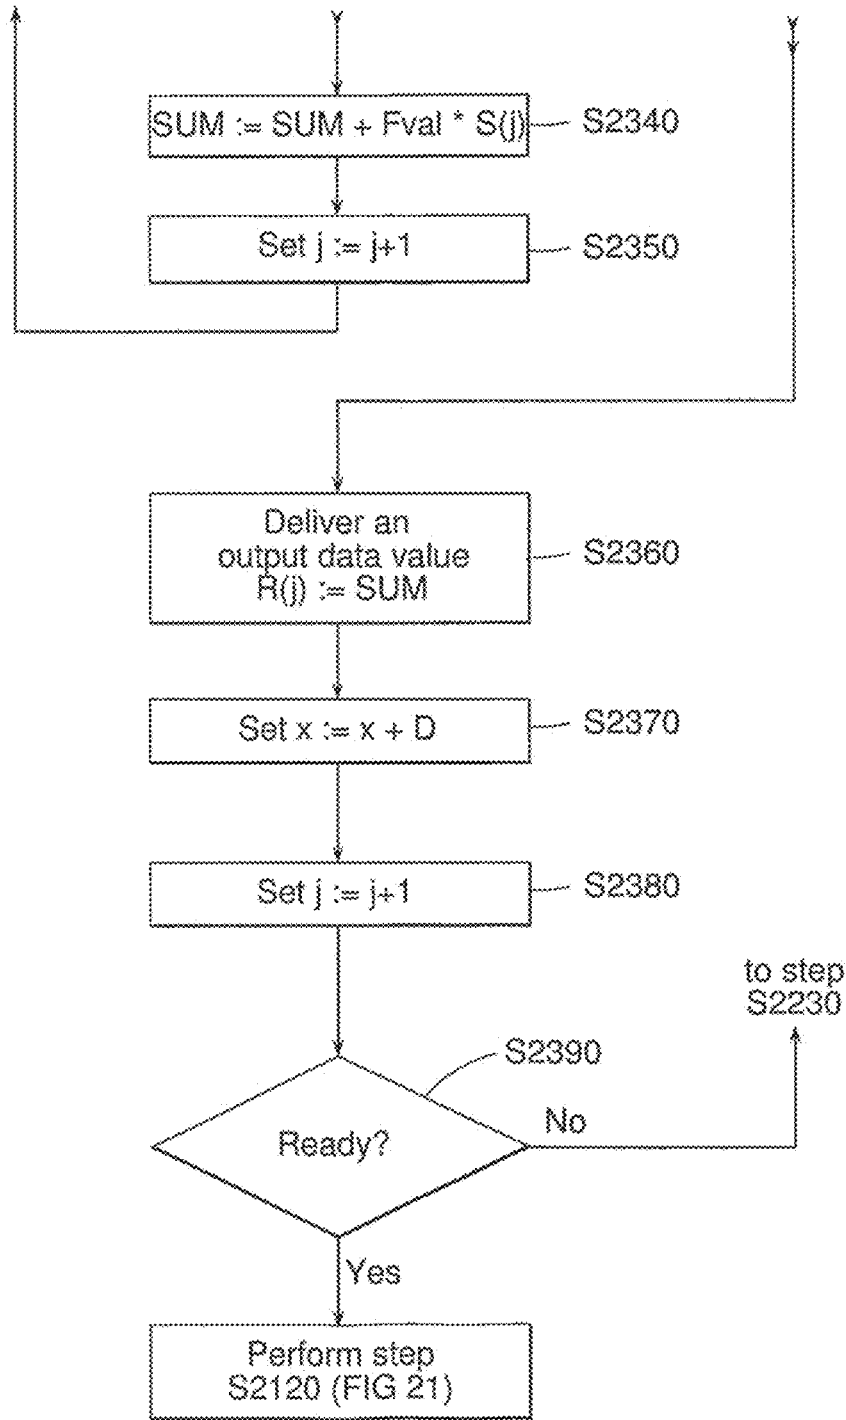 SUM := SUM + Fval * S(j)
S2340
Set j := j+1
S2350
Deliver an
output data value
R(j) := SUM
S2360
Set x := x + D
S2370
Set j := j+1
S2380
to step
S2230
S2390
Ready?
No
Yes
Perform step
S2120 (FIG 21)